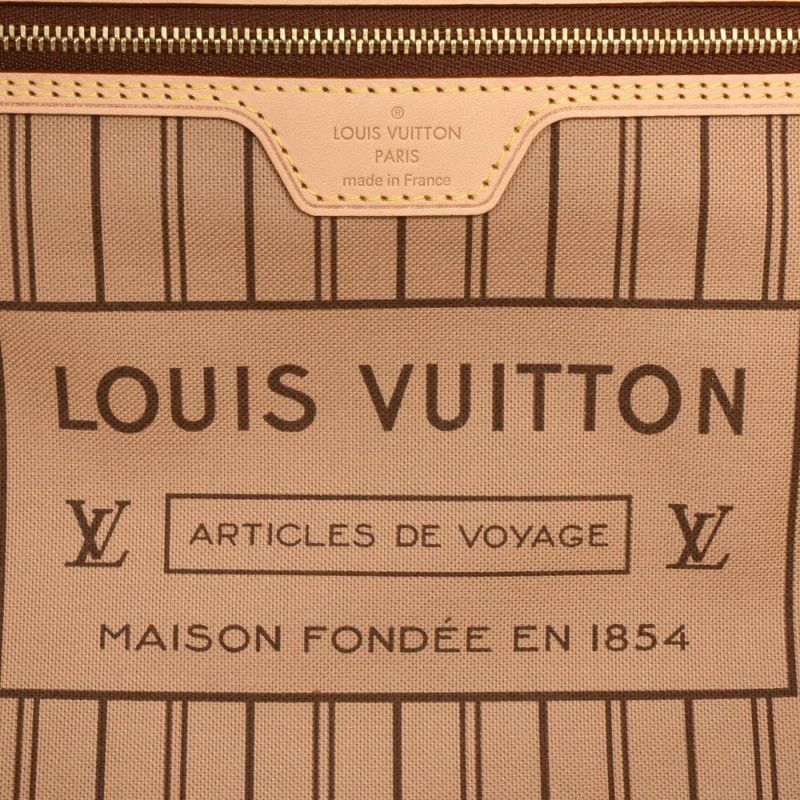 ®
LOUIS VUITTON
PARIS
made in France
LOUIS VUITTON
LV ARTICLES DE VOYAGE LV
MAISON FONDÉE EN 1854